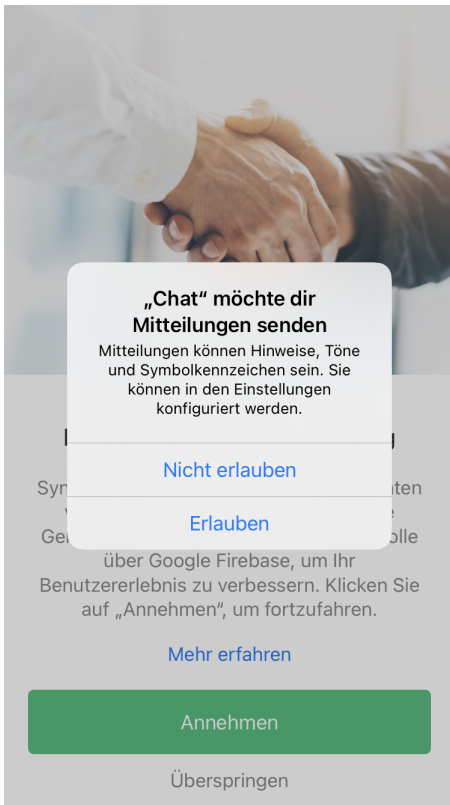 „Chat“ möchte dir
Mitteilungen senden
Mitteilungen können Hinweise, Töne
und Symbolkennzeichen sein. Sie
können in den Einstellungen
konfiguriert werden.
Nicht erlauben
Erlauben
über Google Firebase, um Ihr
Benutzererlebnis zu verbessern. Klicken Sie
auf „Annehmen“, um fortzufahren.
Mehr erfahren
Annehmen
Überspringen